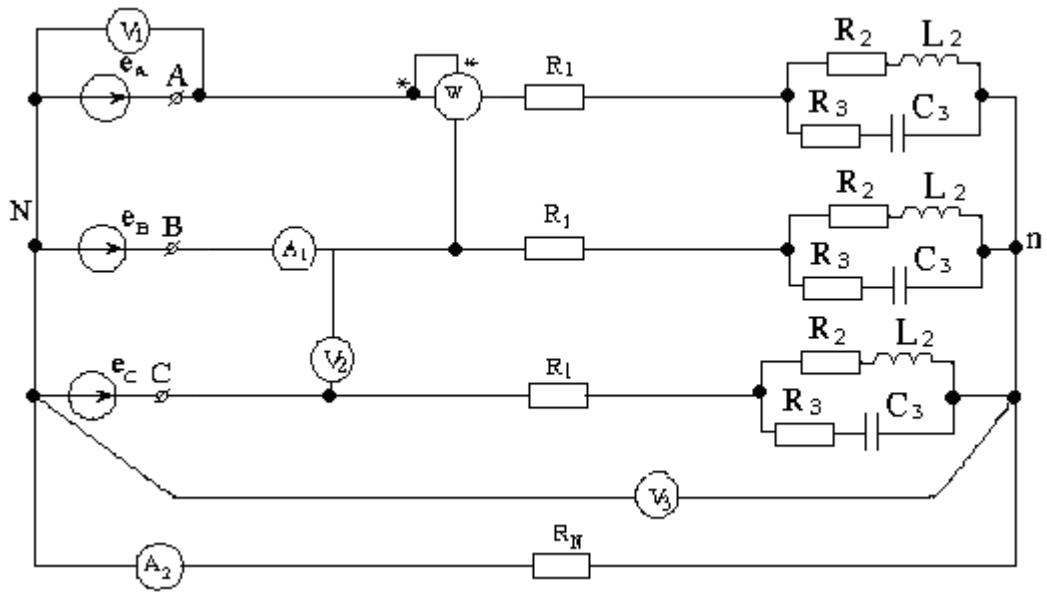 V1
eA A
R2 L2
* *
W
R1
R3 C3
N
eB B
A1
R1
R2 L2
R3 C3
n
V2
eC C
R1
R2 L2
R3 C3
V3
A2
RN